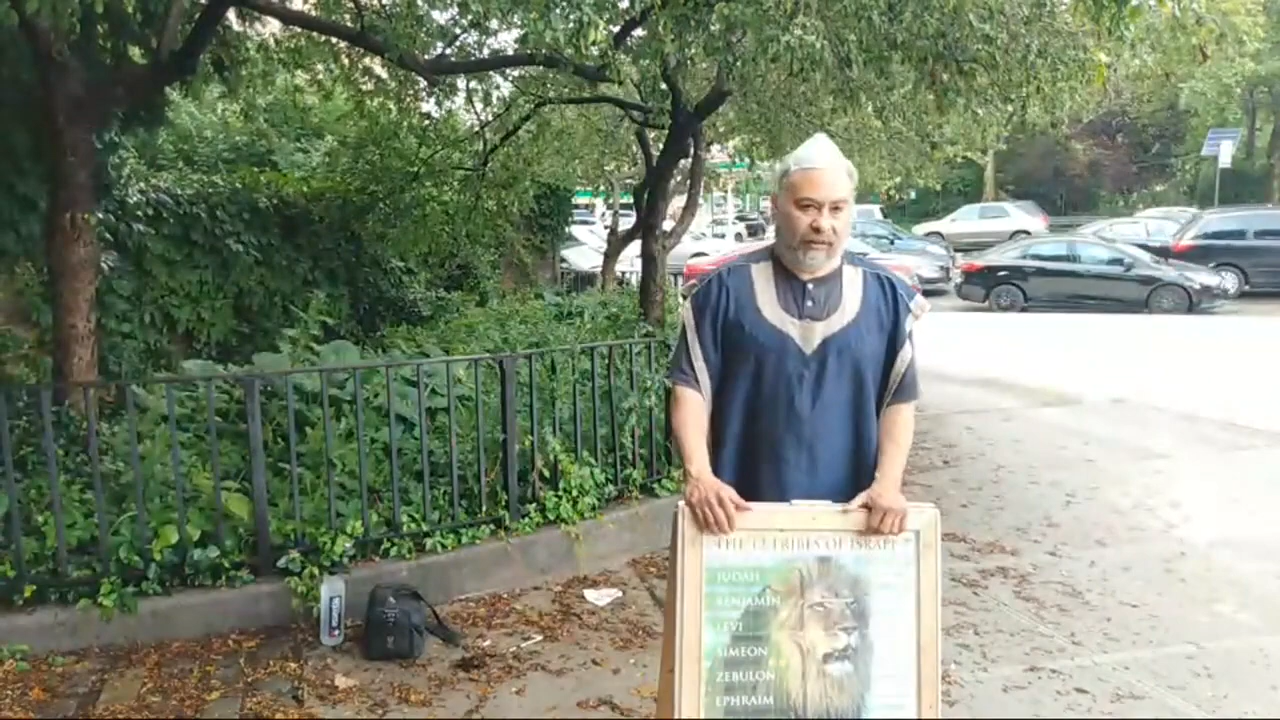 THE 12 TRIBES OF ISRAEL
JUDAH
BENJAMIN
LEVI
SIMEON
ZEBULON
EPHRAIM